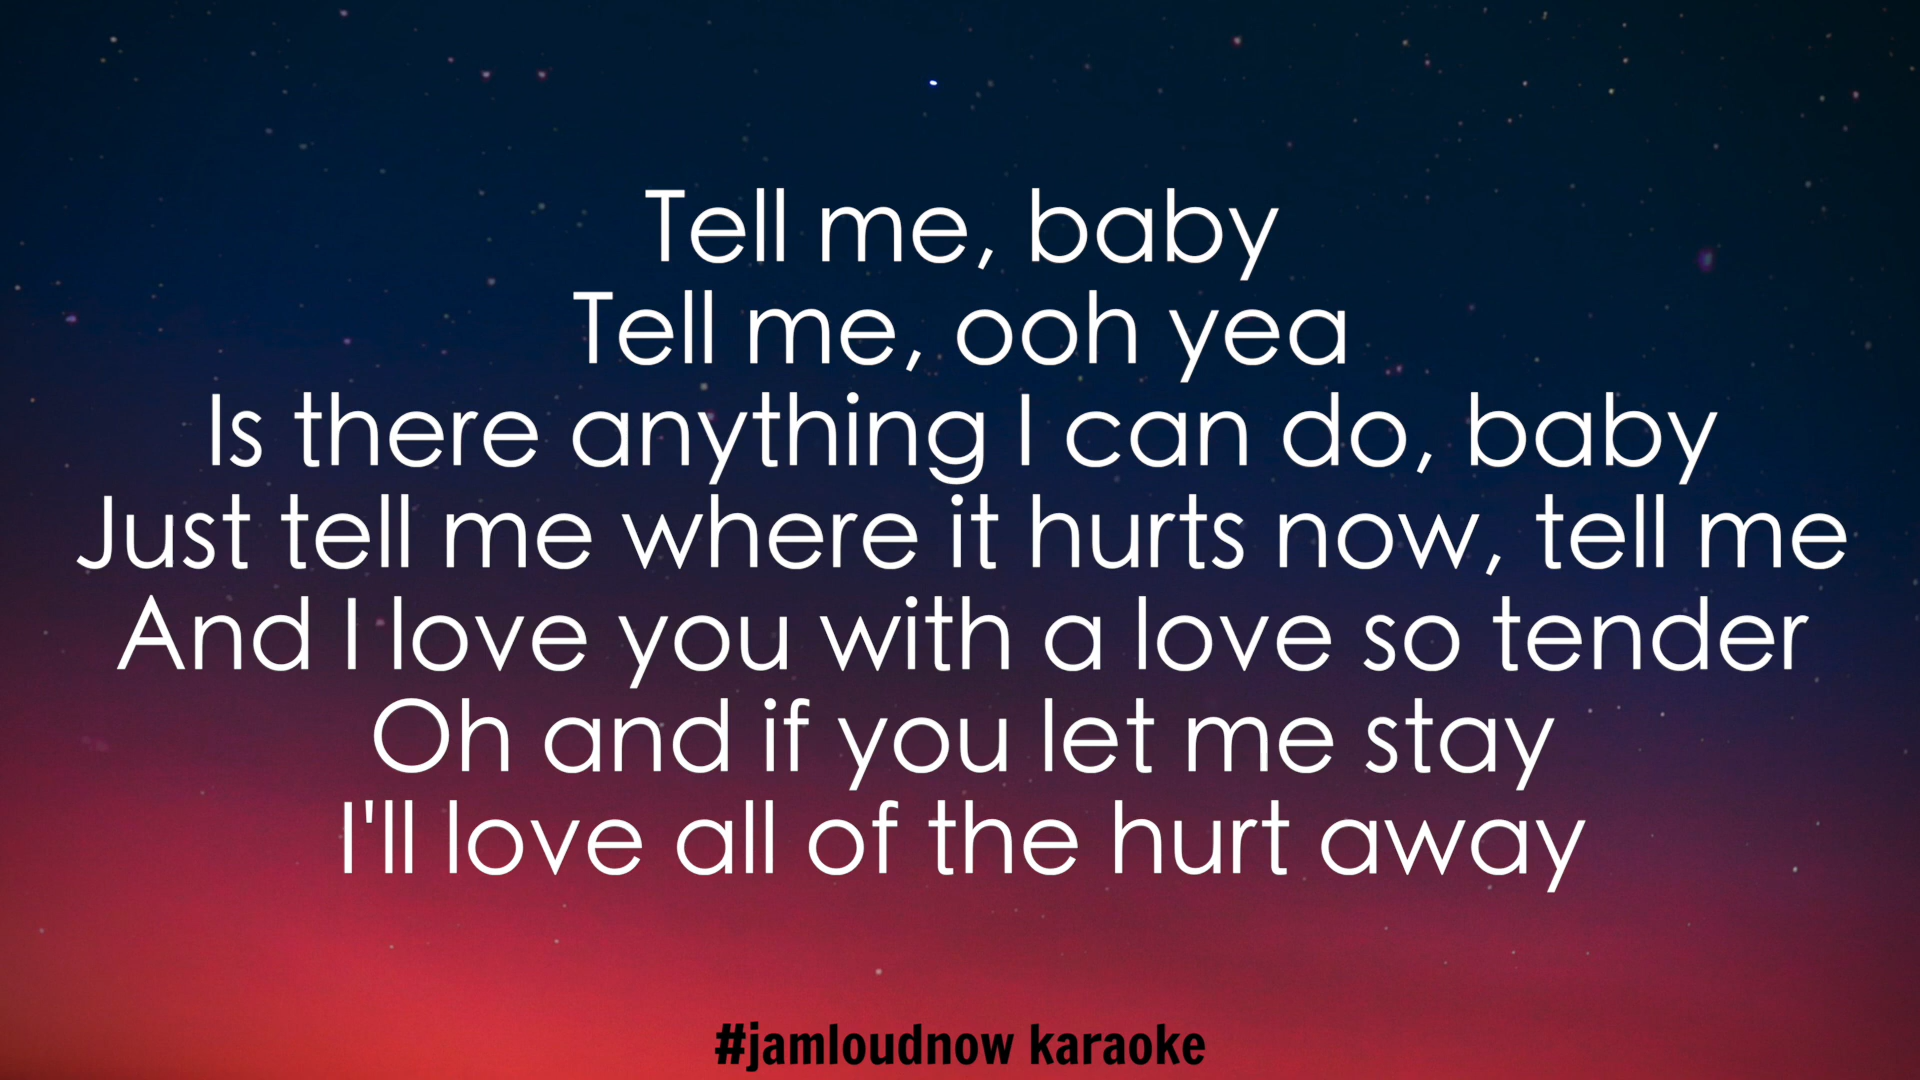 Tell me, baby
Tell me, ooh yea
Is there anything I can do, baby
Just tell me where it hurts now, tell me
And I love you with a love so tender
Oh and if you let me stay
I'll love all of the hurt away
#jamloudnow karaoke